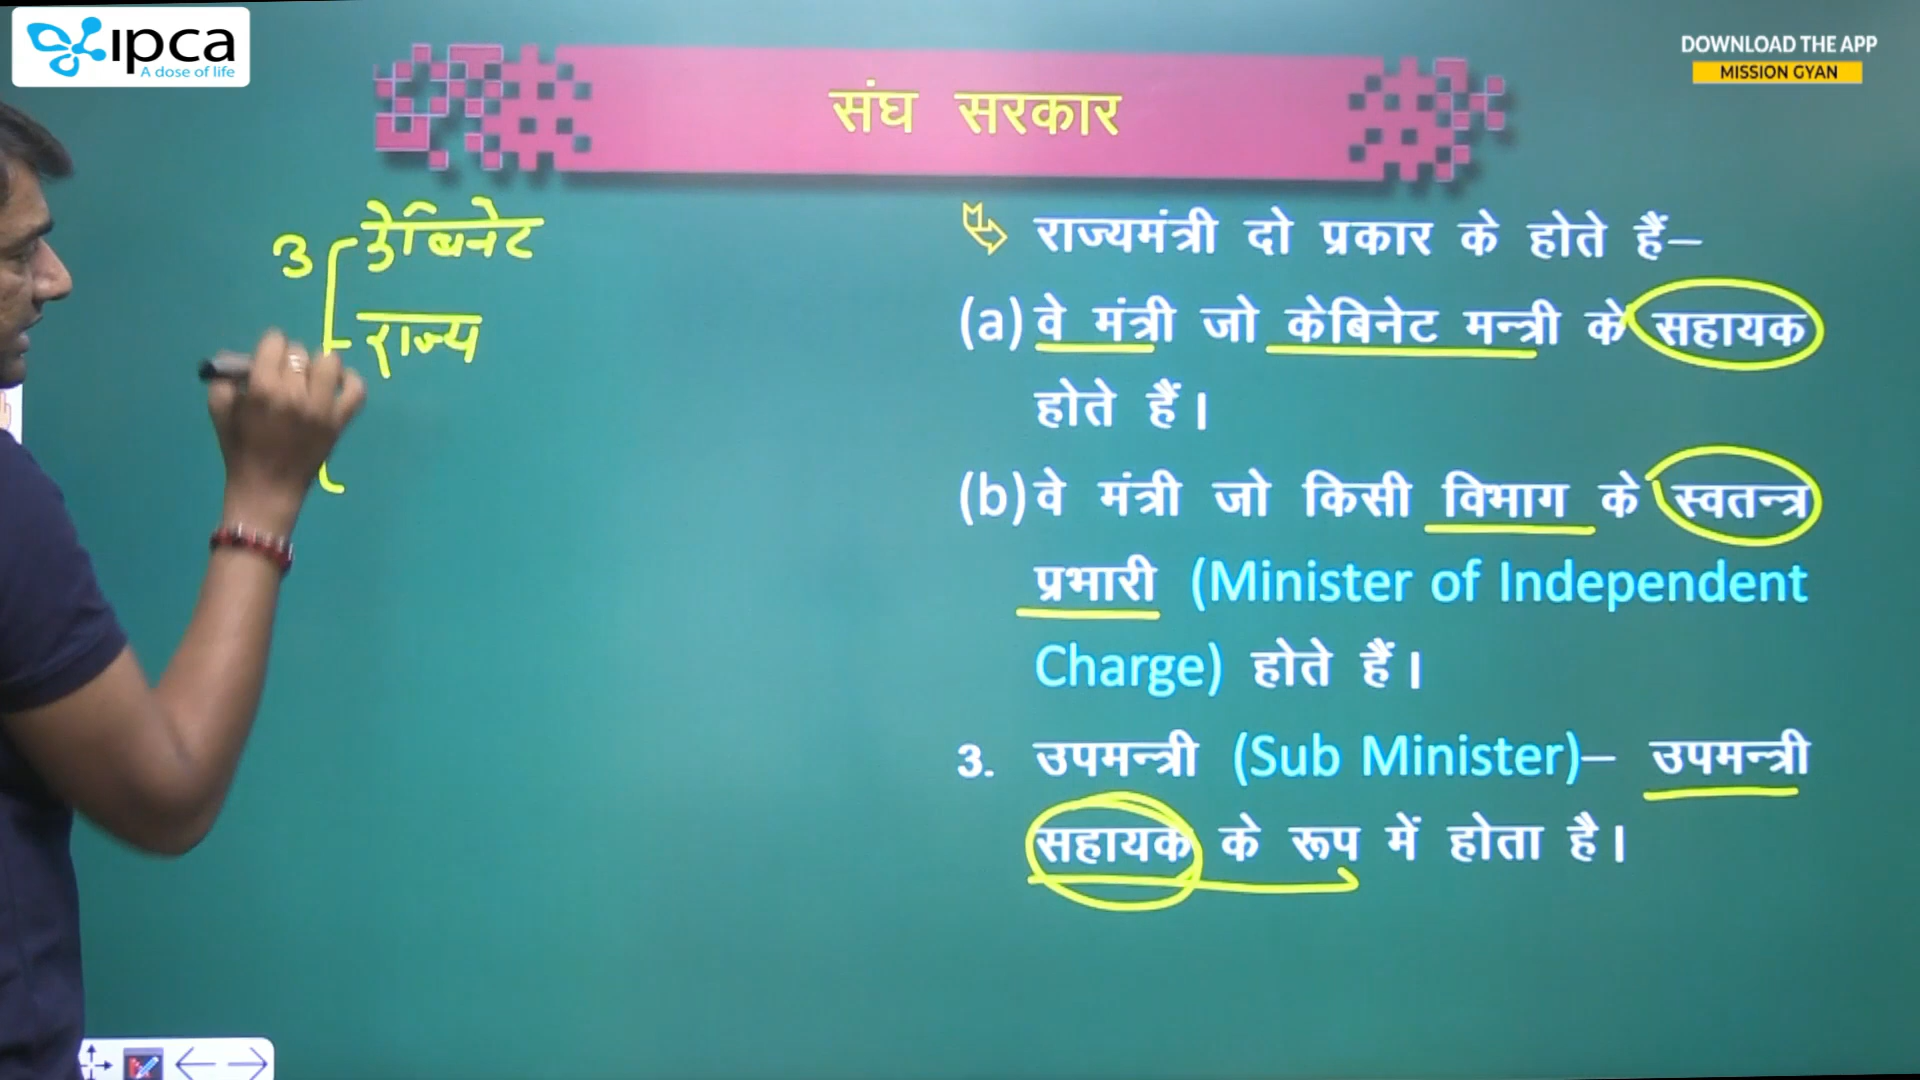 ipca
A dose of life
DOWNLOAD THE APP
MISSION GYAN
संघ सरकार
3
केबिनेट
राज्य
राज्यमंत्री दो प्रकार के होते हैं–
(a) वे मंत्री जो केबिनेट मन्त्री के सहायक
होते हैं।
(b) वे मंत्री जो किसी विभाग के स्वतन्त्र
प्रभारी (Minister of Independent
Charge) होते हैं।
3. उपमन्त्री (Sub Minister)– उपमन्त्री
सहायक के रूप में होता है।